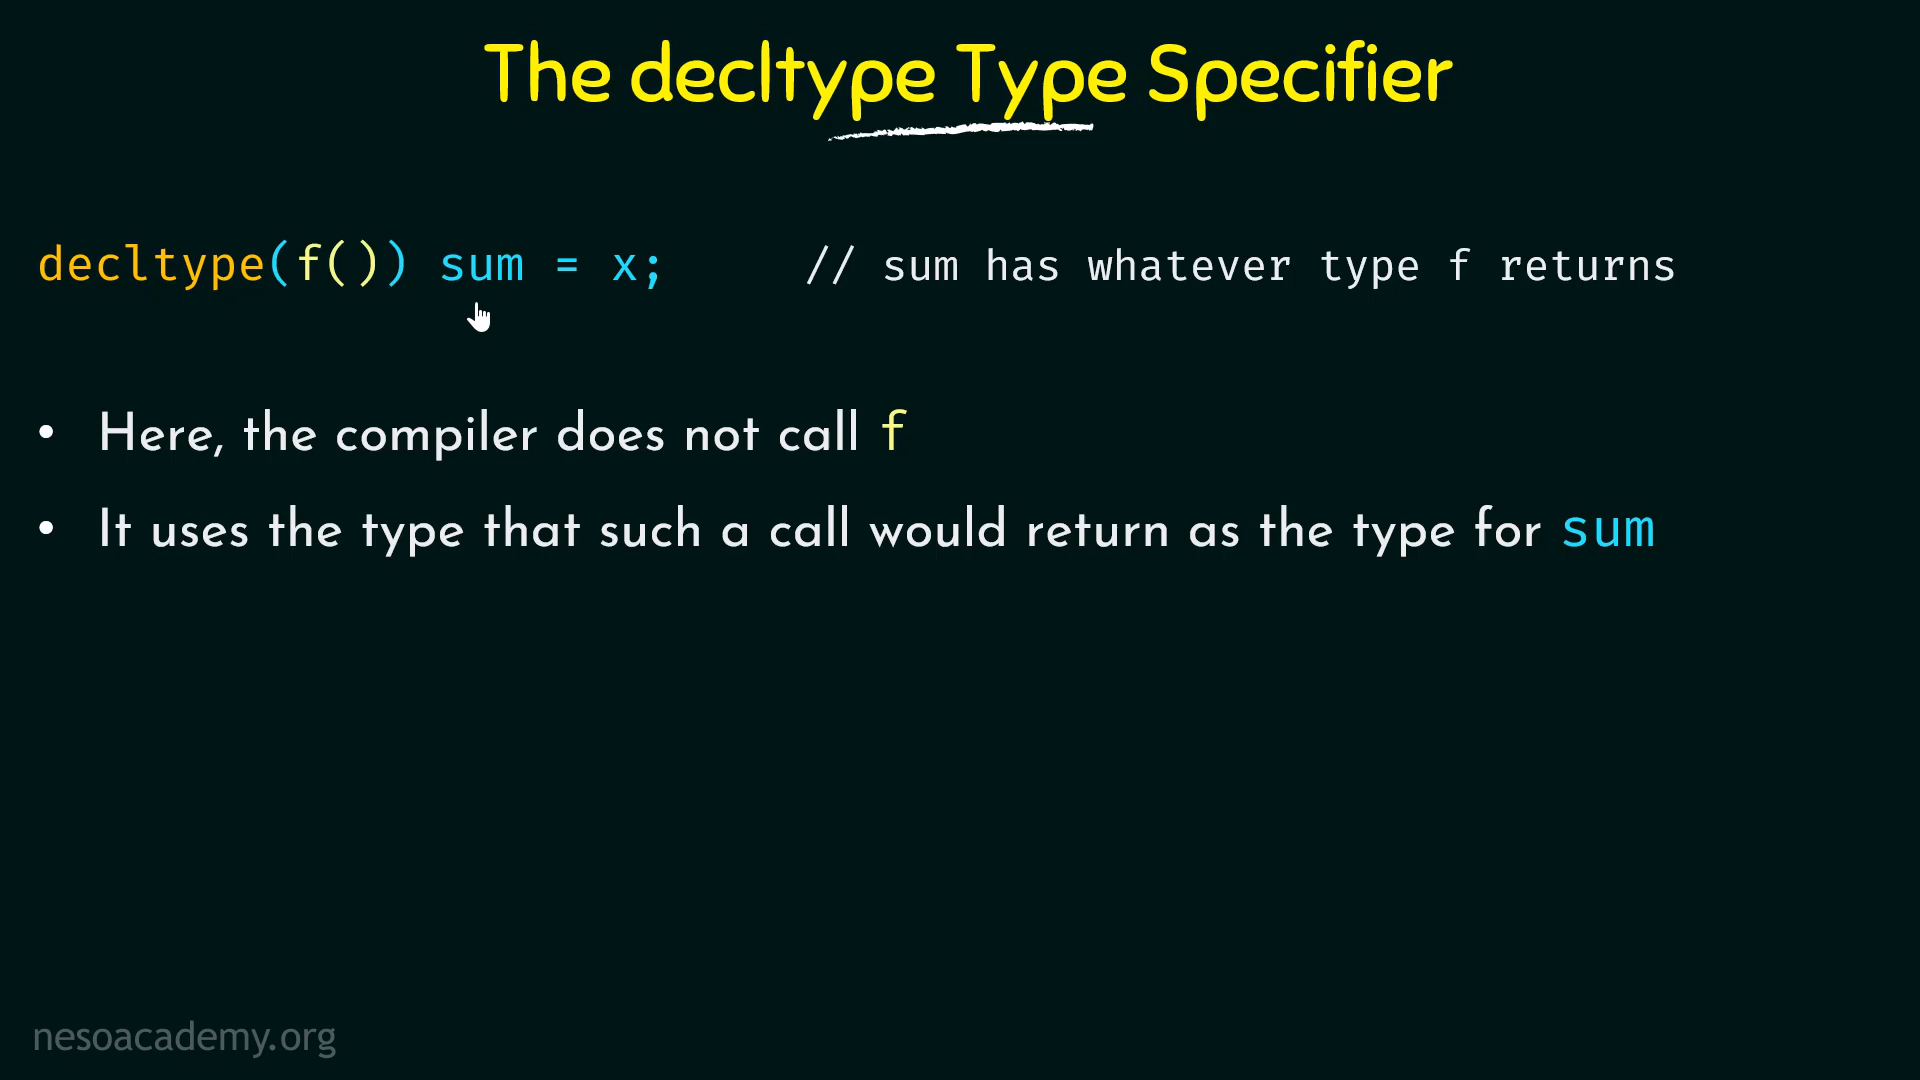 The decltype Type Specifier
decltype(f()) sum = x; // sum has whatever type f returns
• Here, the compiler does not call f
• It uses the type that such a call would return as the type for sum
nesoacademy.org